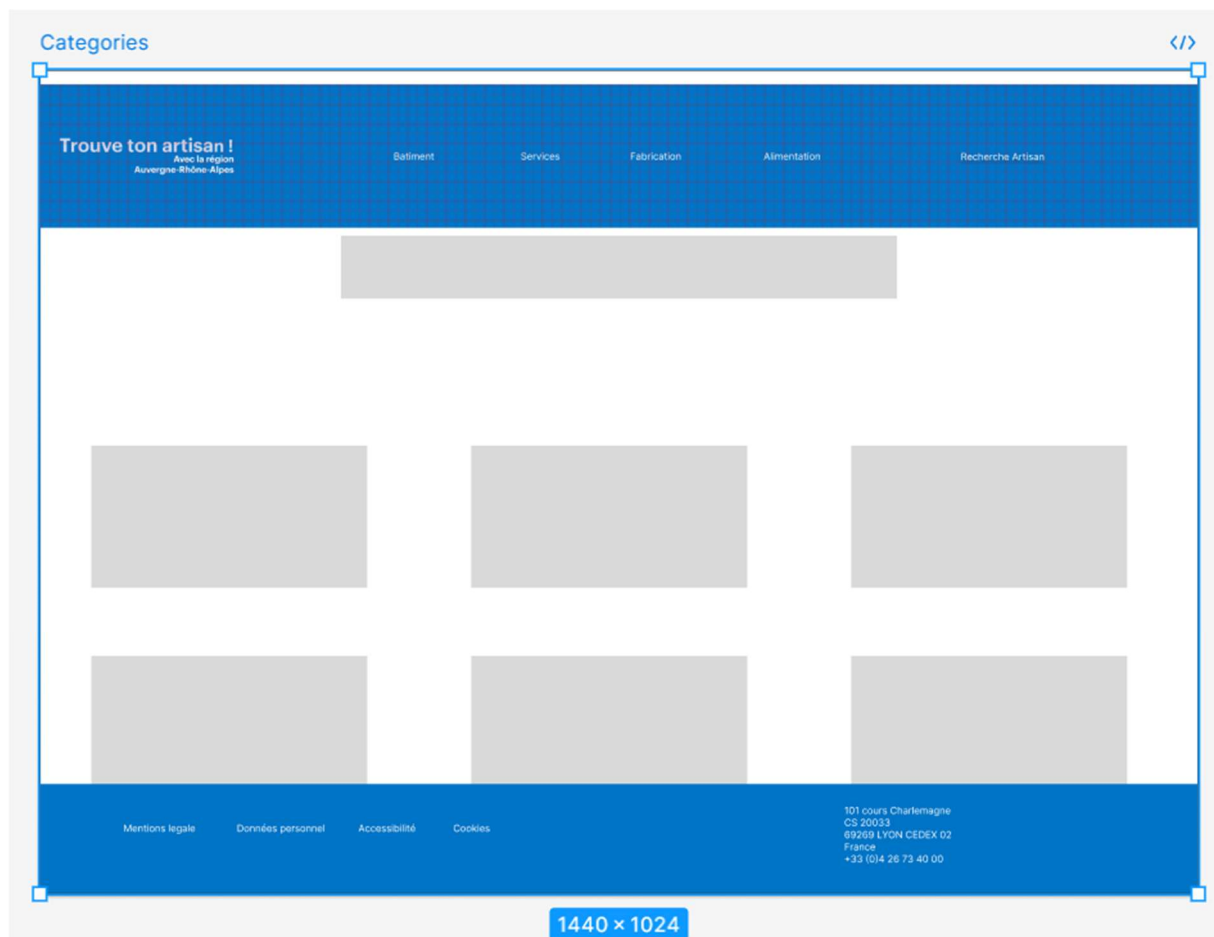 Categories
</>
Trouve ton artisan !
Avec la région
Auvergne-Rhône-Alpes
Batiment
Services
Fabrication
Alimentation
Recherche Artisan
Mentions legale
Données personnel
Accessibilité
Cookies
101 cours Charlemagne
CS 20033
69269 LYON CEDEX 02
France
+33 (0)4 26 73 40 00
1440 × 1024